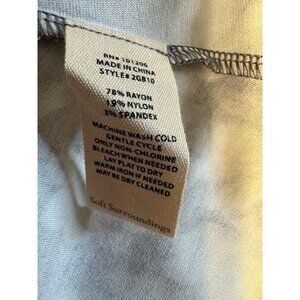 RN# 101206
MADE IN CHINA
STYLE# 2GB10
78% RAYON
19% NYLON
3% SPANDEX
MACHINE WASH COLD
GENTLE CYCLE
ONLY NON-CHLORINE
BLEACH WHEN NEEDED
LAY FLAT TO DRY
WARM IRON IF NEEDED
MAY BE DRY CLEANED
Soft Surroundings